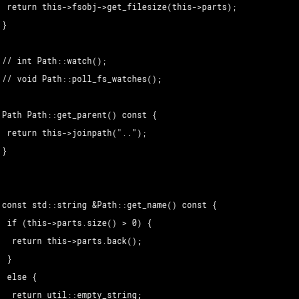 return this->fsobj->get_filesize(this->parts);
}
// int Path::watch();
// void Path::poll_fs_watches();
Path Path::get_parent() const {
return this->joinpath("..");
}
const std::string &Path::get_name() const {
if (this->parts.size() > 0) {
return this->parts.back();
}
else {
return util::empty_string;